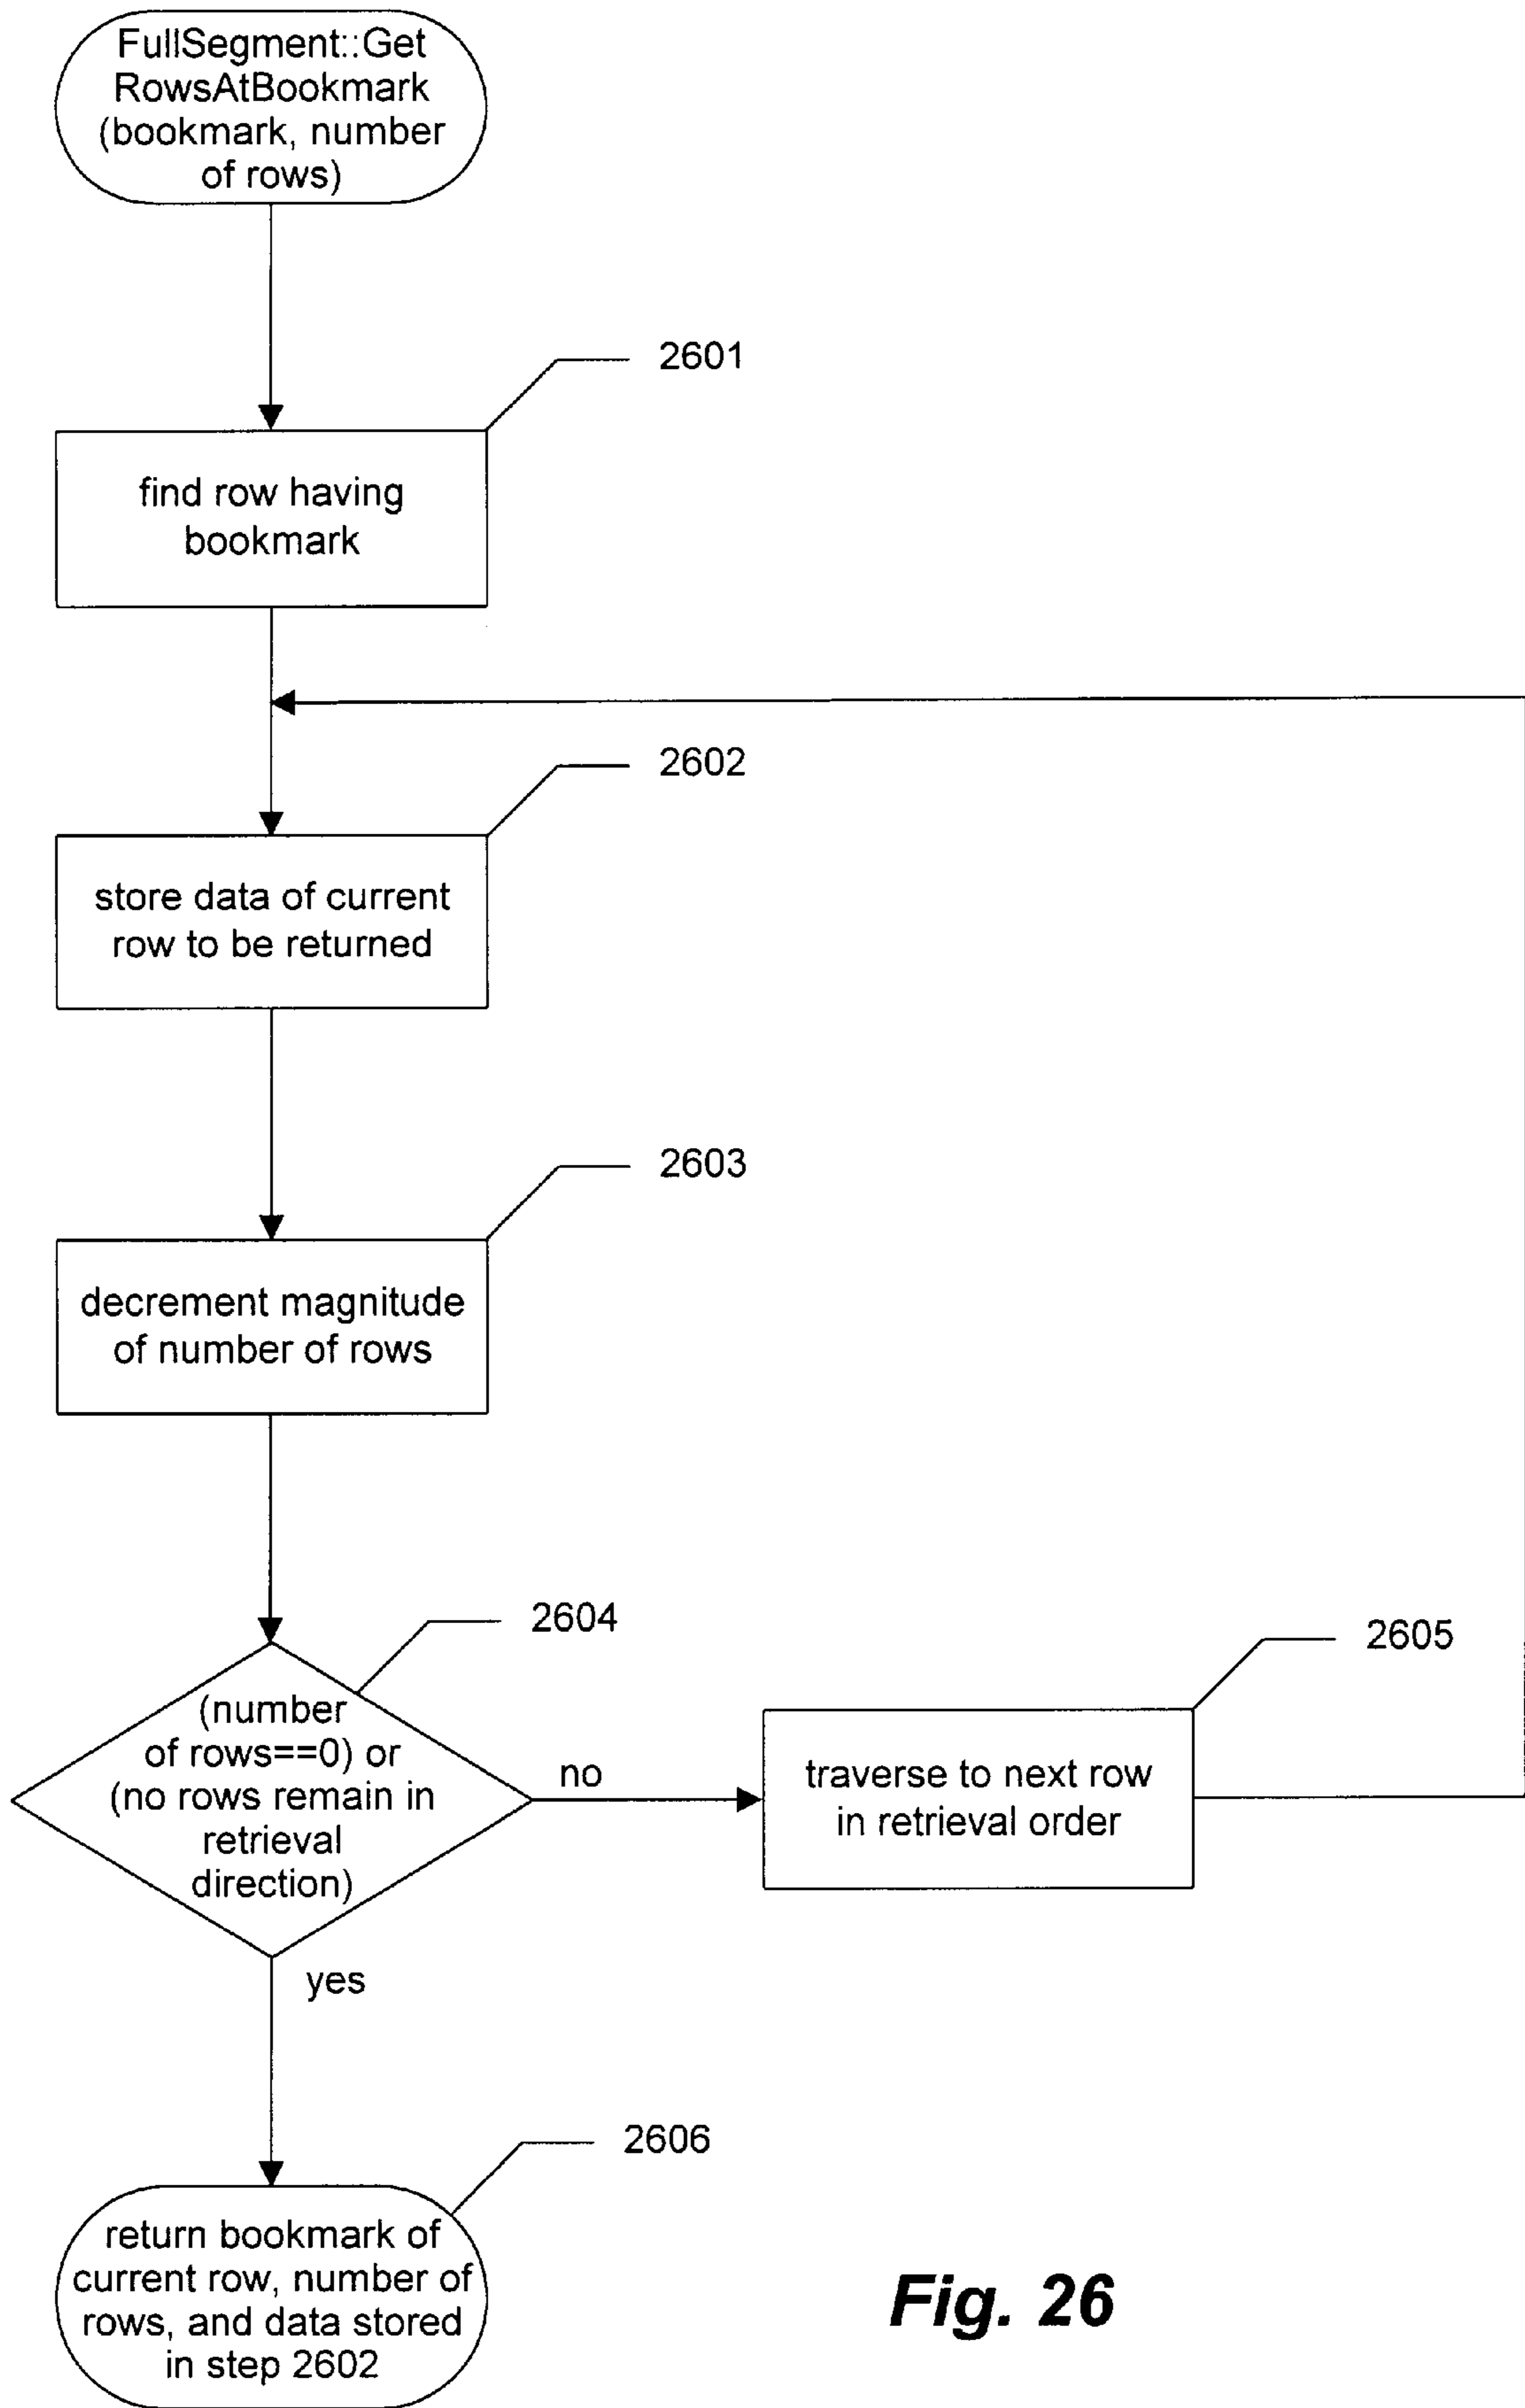 FullSegment::Get
RowsAtBookmark
(bookmark, number
of rows)
2601
find row having
bookmark
2602
store data of current
row to be returned
2603
decrement magnitude
of number of rows
2604
(number
of rows==0) or
(no rows remain in
retrieval
direction)
no
2605
traverse to next row
in retrieval order
yes
2606
return bookmark of
current row, number of
rows, and data stored
in step 2602
Fig. 26